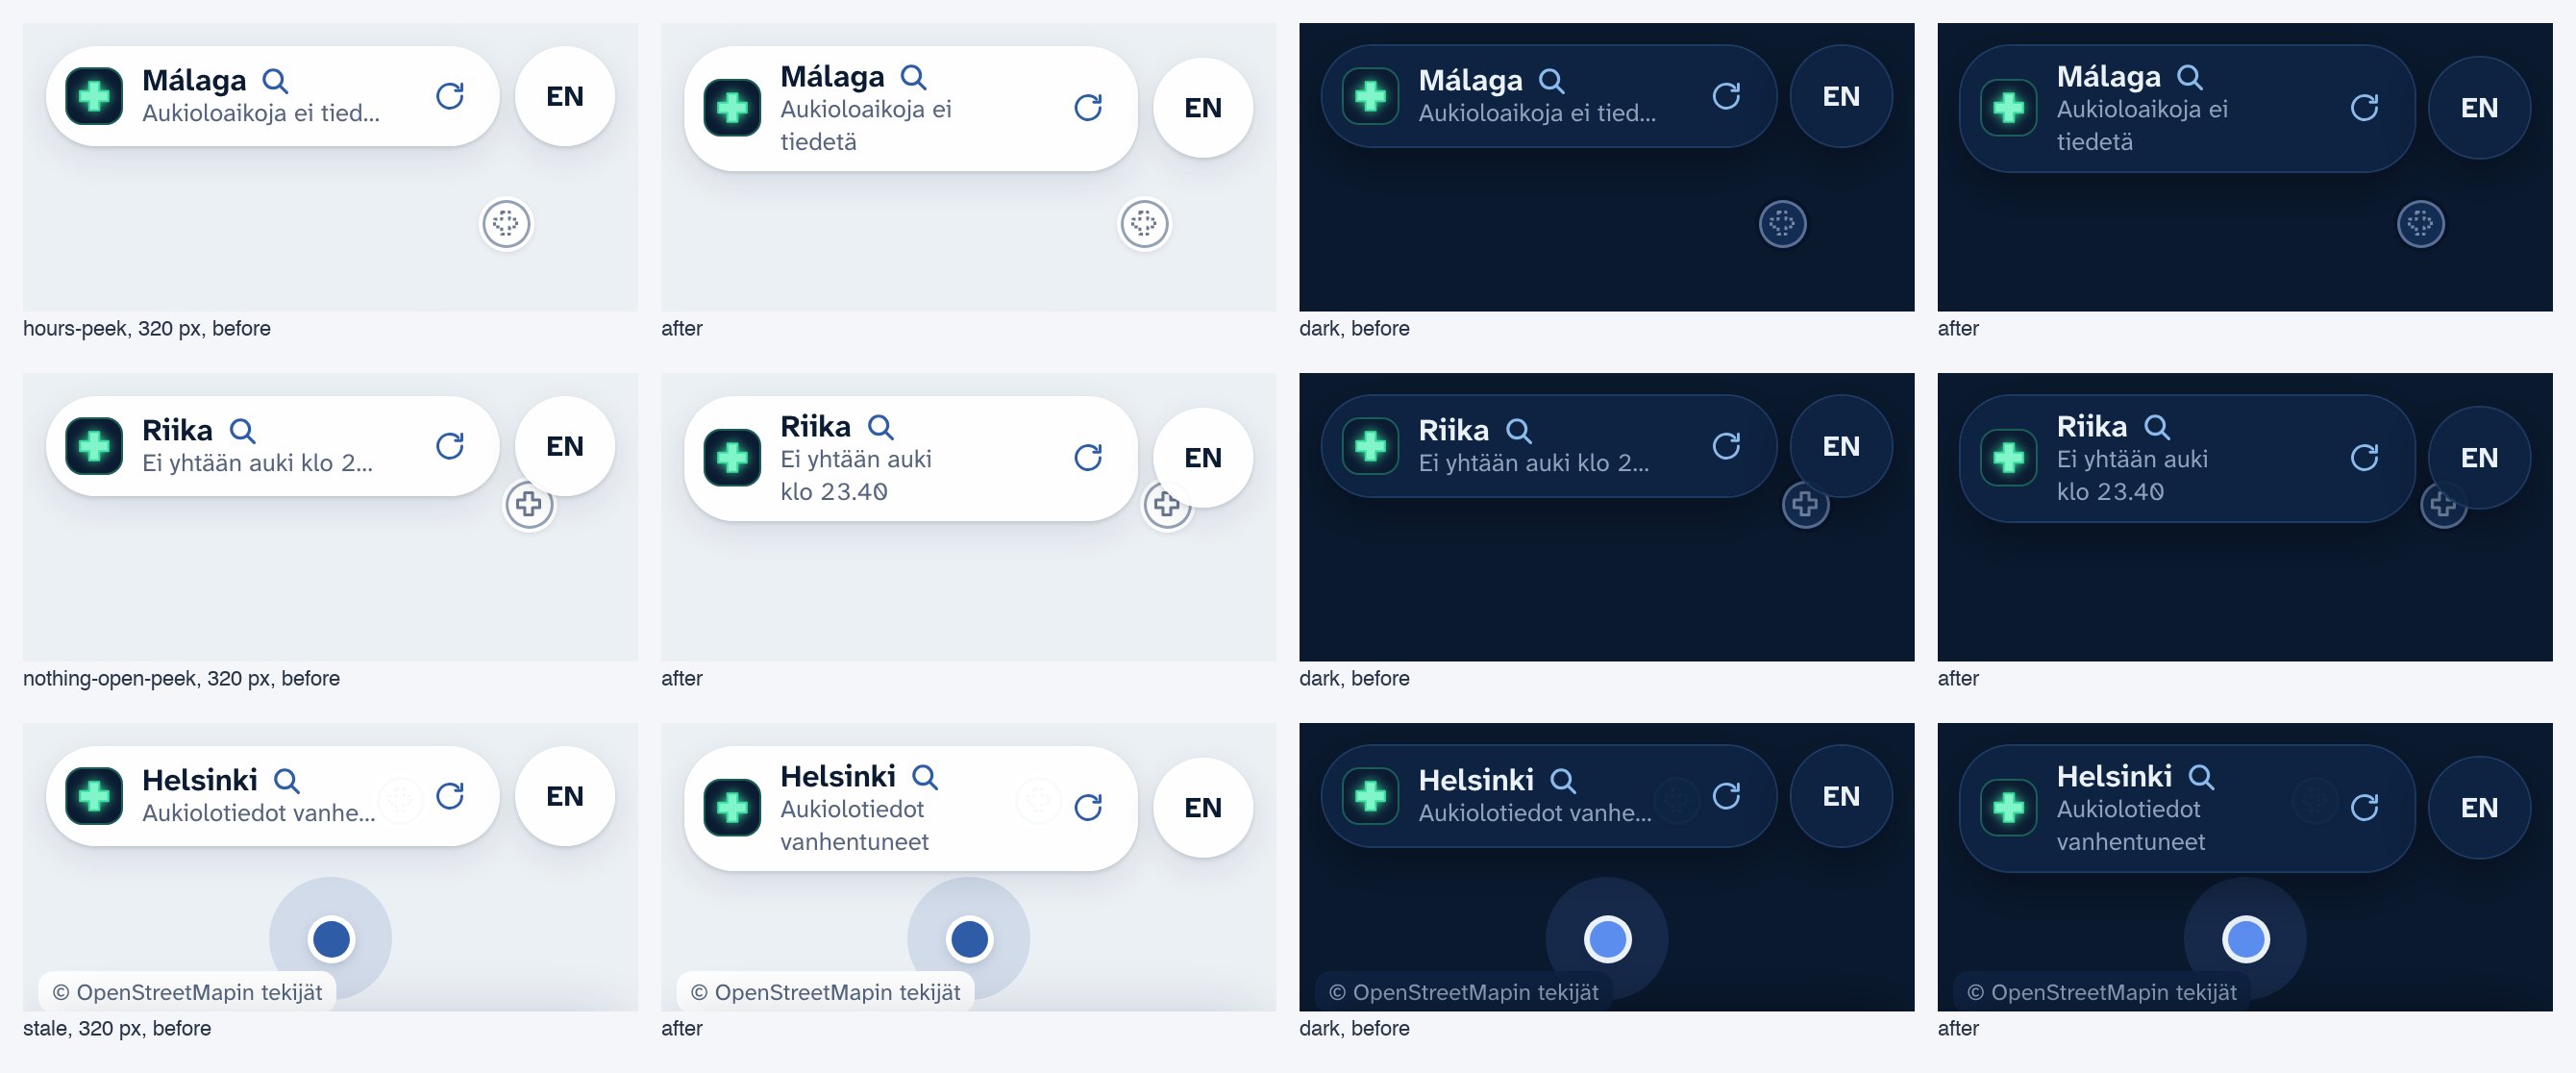 Málaga
Aukioloaikoja ei tied...
EN
hours-peek, 320 px, before
Málaga
Aukioloaikoja ei
tiedetä
EN
after
Málaga
Aukioloaikoja ei tied...
EN
dark, before
Málaga
Aukioloaikoja ei
tiedetä
EN
after
Riika
Ei yhtään auki klo 2...
EN
nothing-open-peek, 320 px, before
Riika
Ei yhtään auki
klo 23.40
EN
after
Riika
Ei yhtään auki klo 2...
EN
dark, before
Riika
Ei yhtään auki
klo 23.40
EN
after
Helsinki
Aukiolotiedot vanhe...
EN
© OpenStreetMapin tekijät
stale, 320 px, before
Helsinki
Aukiolotiedot
vanhentuneet
EN
© OpenStreetMapin tekijät
after
Helsinki
Aukiolotiedot vanhe...
EN
© OpenStreetMapin tekijät
dark, before
Helsinki
Aukiolotiedot
vanhentuneet
EN
© OpenStreetMapin tekijät
after